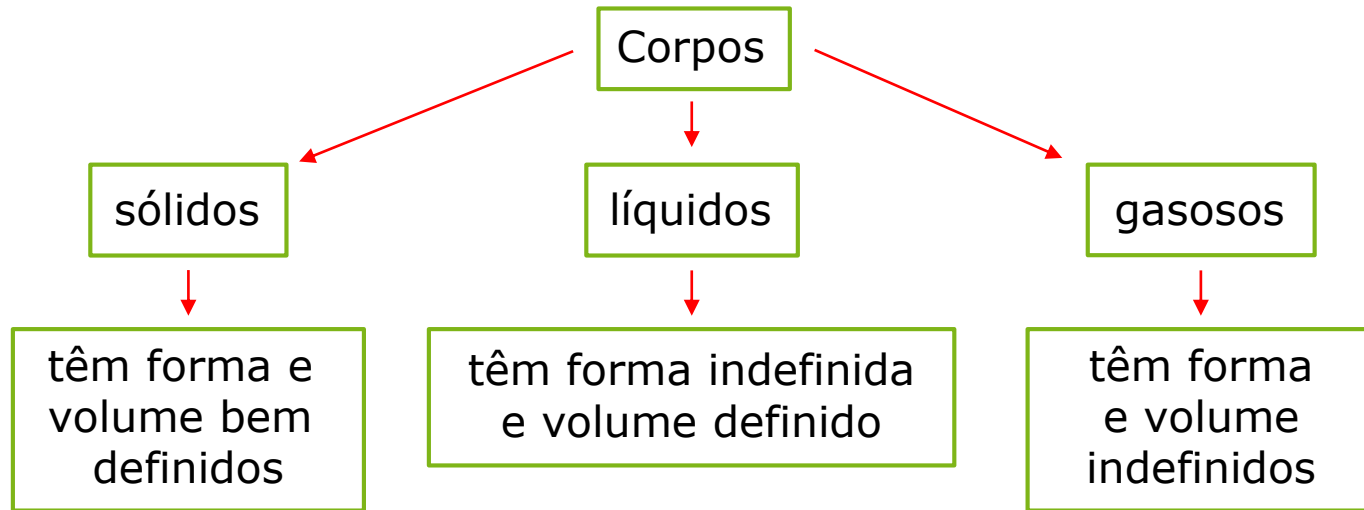 Corpos
sólidos
líquidos
gasosos
têm forma e
volume bem
definidos
têm forma indefinida
e volume definido
têm forma
e volume
indefinidos